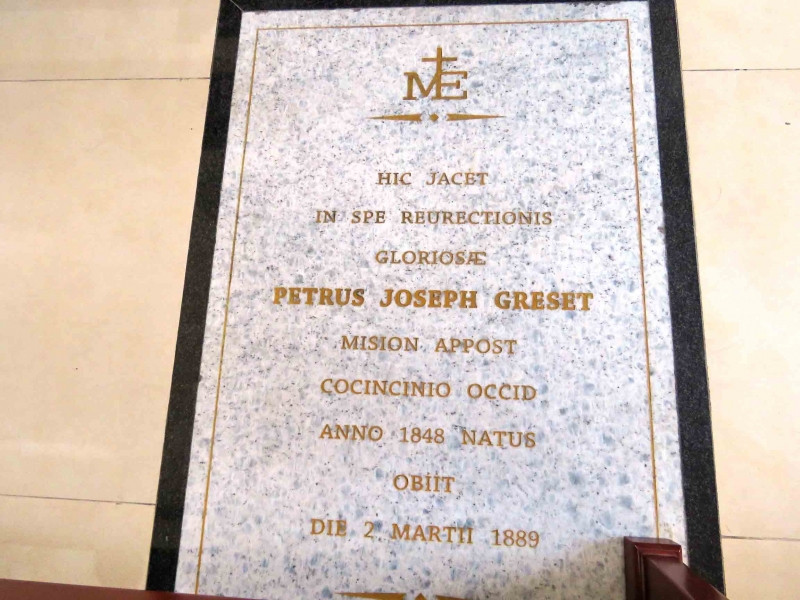 ME
HIC JACET
IN SPE REURECTIONIS
GLORIOSÆ
PETRUS JOSEPH GRESET
MISION APPOST
COCINCINIO OCCID
ANNO 1848 NATUS
OBIIT
DIE 2 MARTII 1889